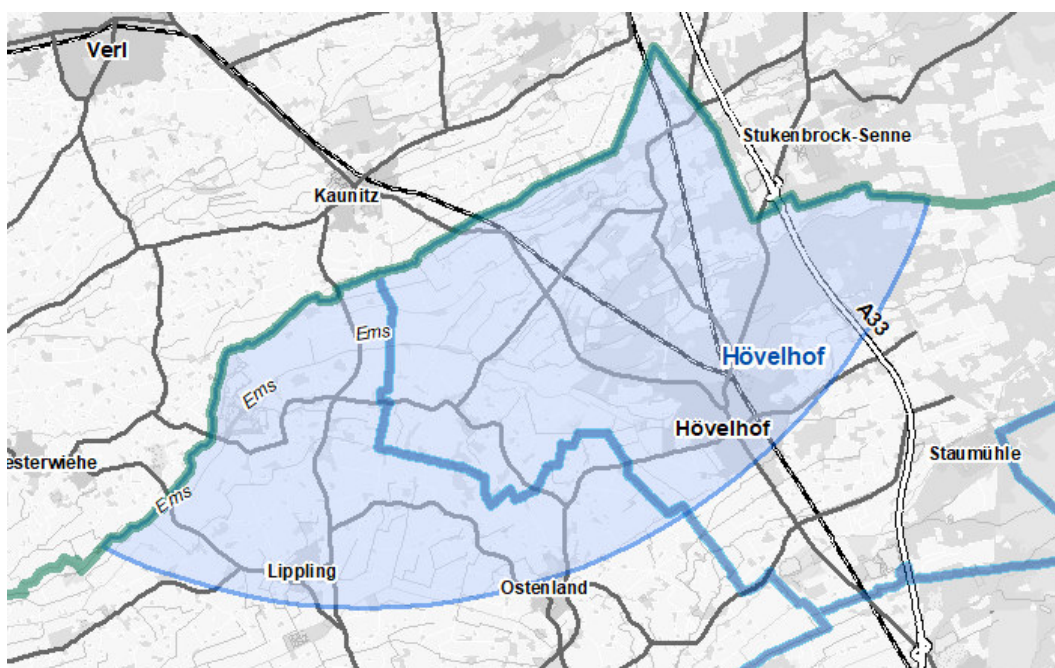 Verl
Stukenbrock-Senne
Kaunitz
A33
Ems
Hövelhof
Ems
Hövelhof
Staumühle
esterwiehe
Ems
Lippling
Ostenland